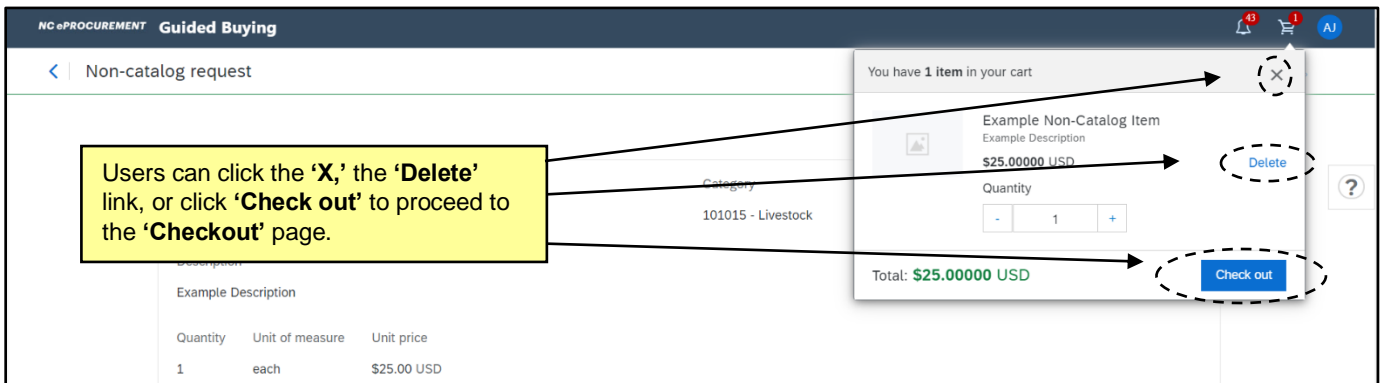 NC ePROCUREMENT Guided Buying
43
1
AJ
Non-catalog request
You have 1 item in your cart
Example Non-Catalog Item
Example Description
$25.00000 USD
Delete
Quantity
- 1 +
Total: $25.00000 USD
Check out
Users can click the ‘X,’ the ‘Delete’
link, or click ‘Check out’ to proceed to
the ‘Checkout’ page.
Category
101015 - Livestock
?
Description
Example Description
Quantity Unit of measure Unit price
1 each $25.00 USD